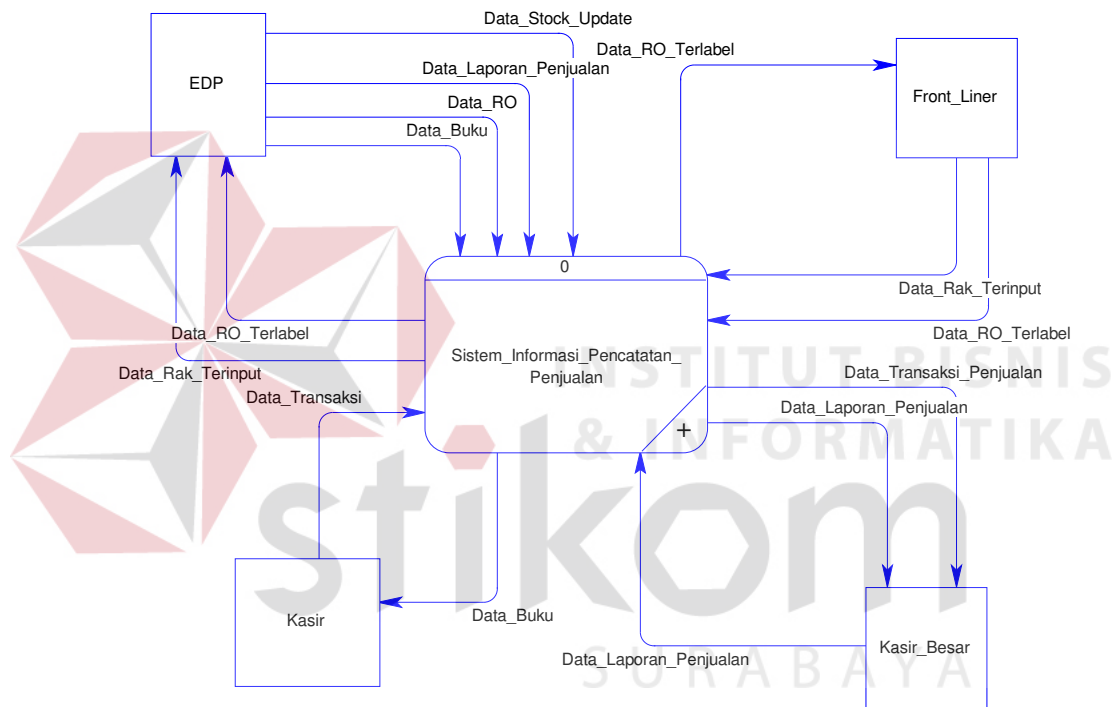 Data_Stock_Update
Data_RO_Terlabel
Data_Laporan_Penjualan
EDP
Front_Liner
Data_RO
Data_Buku
0
Data_Rak_Terinput
Data_RO_Terlabel
Data_RO_Terlabel
Sistem_Informasi_Pencatatan_
Penjualan
INSTITUT BISNIS
Data_Rak_Terinput
Data_Transaksi_Penjualan
Data_Transaksi
Data_Laporan_Penjualan
+
& INFORMATIKA
stikom
Data_Buku
Kasir
Kasir_Besar
Data_Laporan_Penjualan
SURABAYA